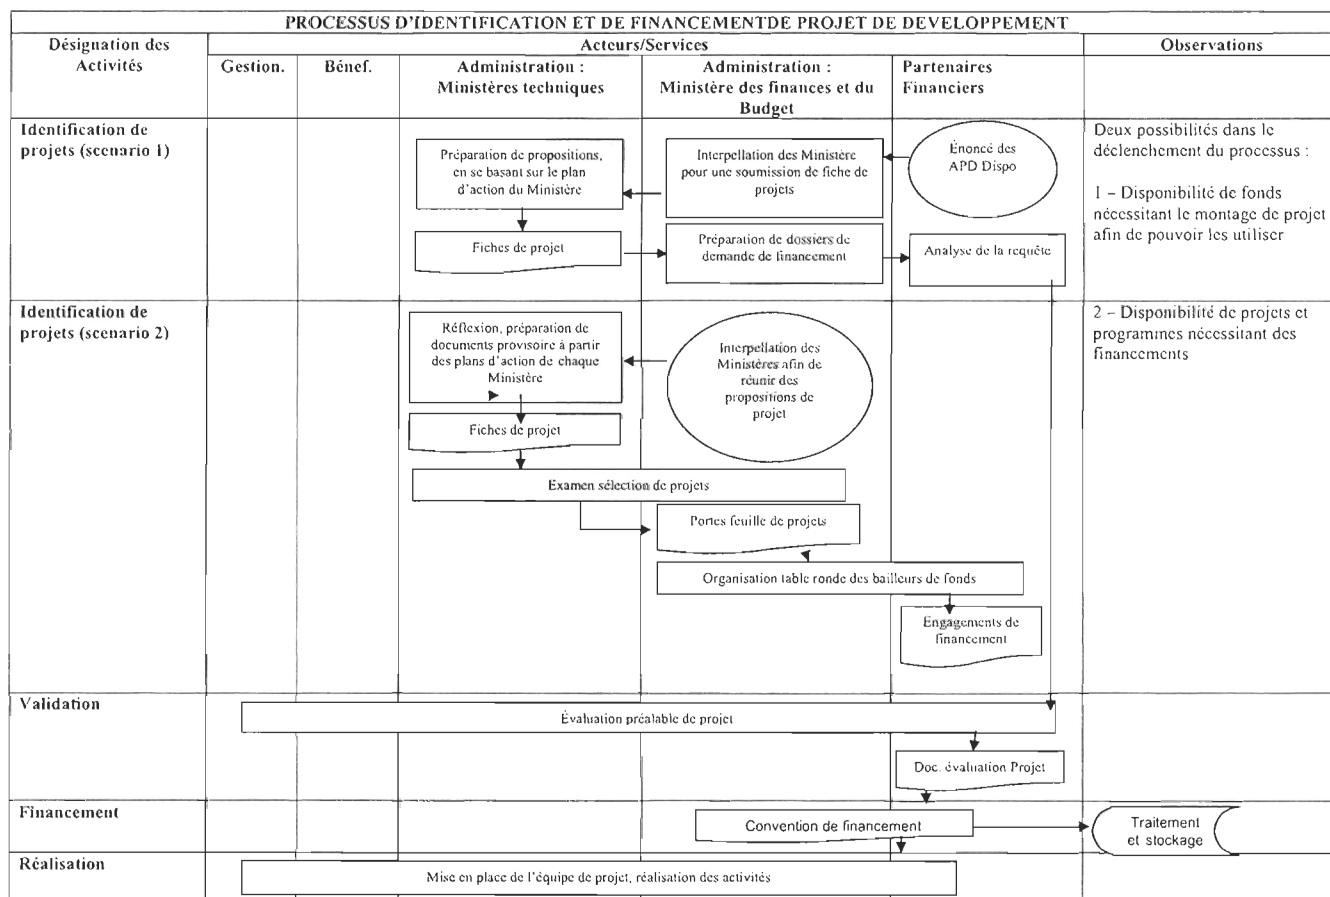 PROCESSUS D'IDENTIFICATION ET DE FINANCEMENTDE PROJET DE DEVELOPPEMENT
Désignation des
Activités
Acteurs/Services
Observations
Gestion.
Bénef.
Administration :
Ministères techniques
Administration :
Ministère des finances et du
Budget
Partenaires
Financiers
Identification de
projets (scenario 1)
Préparation de propositions,
en se basant sur le plan
d'action du Ministère
Interpellation des Ministère
pour une soumission de fiche de
projets
Énoncé des
APD Dispo
Deux possibilités dans le
déclenchement du processus :
1 – Disponibilité de fonds
nécessitant le montage de projet
afin de pouvoir les utiliser
Fiches de projet
Préparation de dossiers de
demande de financement
Analyse de la requête
Identification de
projets (scenario 2)
Réflexion, préparation de
documents provisoire à partir
des plans d'action de chaque
Ministère
Interpellation des
Ministères afin de
réunir des
propositions de
projet
2 – Disponibilité de projets et
programmes nécessitant des
financements
Fiches de projet
Examen sélection de projets
Portes feuille de projets
Organisation table ronde des bailleurs de fonds
Engagements de
financement
Validation
Évaluation préalable de projet
Doc. évaluation Projet
Financement
Convention de financement
Traitement
et stockage
Réalisation
Mise en place de l'équipe de projet, réalisation des activités